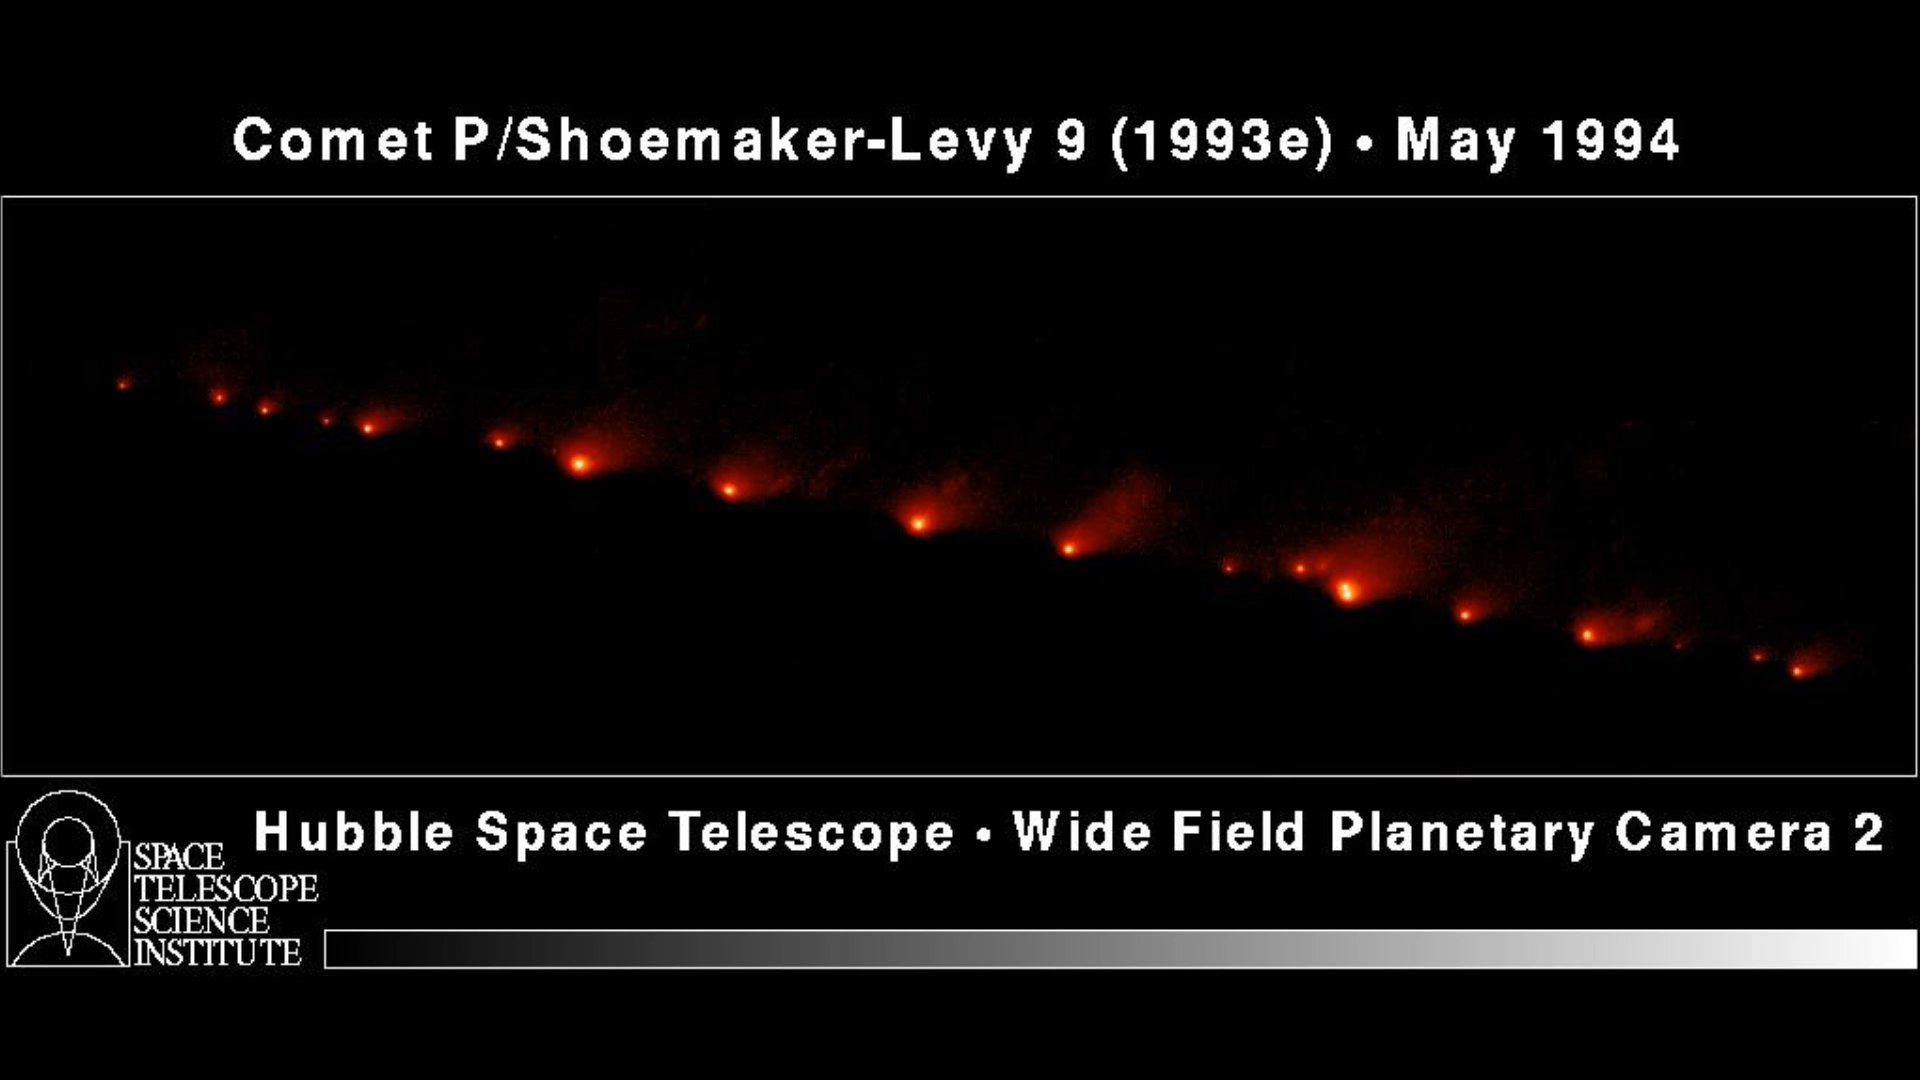 Comet P/Shoemaker-Levy 9 (1993e) • May 1994
Hubble Space Telescope • Wide Field Planetary Camera 2
SPACE
TELESCOPE
SCIENCE
INSTITUTE